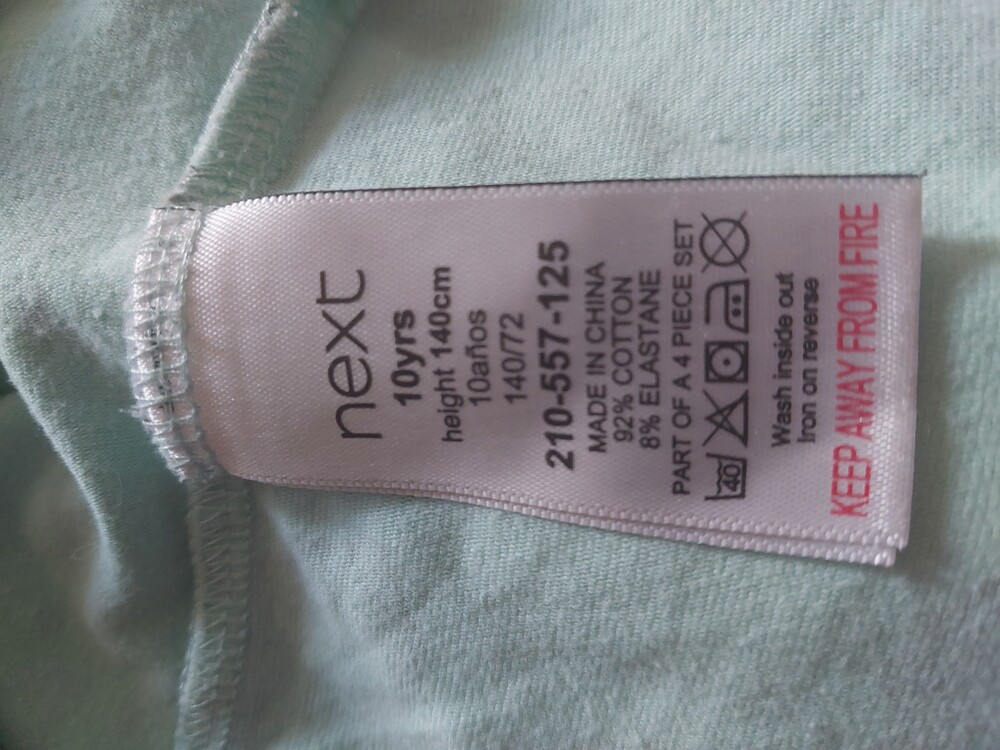 next
10yrs
height 140cm
10años
140/72
210-557-125
MADE IN CHINA
92% COTTON
8% ELASTANE
PART OF A 4 PIECE SET
40
Wash inside out
Iron on reverse
KEEP AWAY FROM FIRE